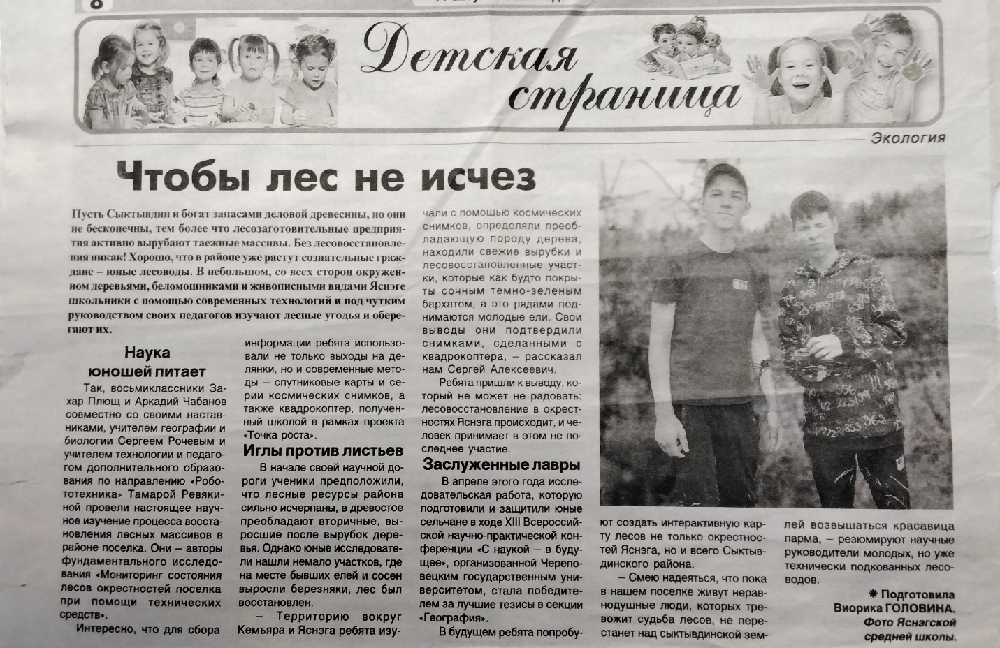 8
Детская
страница
Экология
Чтобы лес не исчез
Пусть Сыктывдин и богат запасами деловой древесины, но они
не бесконечны, тем более что лесозаготовительные предприя-
тия активно вырубают таежные массивы. Без лесовосстановле-
ния никак! Хорошо, что в районе уже растут сознательные граж-
дане – юные лесоводы. В небольшом, со всех сторон окружен-
ном деревьями, беломошниками и живописными видами Яснэге
школьники с помощью современных технологий и под чутким
руководством своих педагогов изучают лесные угодья и обере-
гают их.
Наука
юношей питает
Так, восьмиклассники За-
хар Плющ и Аркадий Чабанов
совместно со своими настав-
никами, учителем географии и
биологии Сергеем Рочевым и
учителем технологии и педаго-
гом дополнительного образо-
вания по направлению «Робо-
тотехника» Тамарой Ревяки-
ной провели настоящее науч-
ное изучение процесса восста-
новления лесных массивов в
районе поселка. Они – авторы
фундаментального исследо-
вания «Мониторинг состояния
лесов окрестностей поселка
при помощи технических
средств».
Интересно, что для сбора
информации ребята использо-
вали не только выходы на де-
лянки, но и современные мето-
ды – спутниковые карты и се-
рии космических снимков, а
также квадрокоптер, получен-
ный школой в рамках проекта
«Точка роста».
Иглы против листьев
В начале своей научной до-
роги ученики предположили,
что лесные ресурсы района
сильно исчерпаны, в древостое
преобладают вторичные, вы-
росшие после вырубок дере-
вья. Однако юные исследовате-
ли нашли немало участков, где
на месте бывших елей и сосен
выросли березняки, лес был
восстановлен.
– Территорию вокруг
Кемъяра и Яснэга ребята изу-
чали с помощью космических
снимков, определяли преоб-
ладающую породу дерева,
находили свежие вырубки и
лесовосстановленные участ-
ки, которые как будто покры-
ты сочным темно-зеленым
бархатом, а это рядами под-
нимаются молодые ели. Свои
выводы они подтвердили
снимками, сделанными с
квадрокоптера, – рассказал
нам Сергей Алексеевич.
Ребята пришли к выводу, ко-
торый не может не радовать:
лесовосстановление в окрест-
ностях Яснэга происходит, и че-
ловек принимает в этом не по-
следнее участие.
Заслуженные лавры
В апреле этого года иссле-
довательская работа, которую
подготовили и защитили юные
сельчане в ходе XIII Всероссий-
ской научно-практической кон-
ференции «С наукой – в буду-
щее», организованной Черепо-
вецким государственным уни-
верситетом, стала победите-
лем за лучшие тезисы в секции
«География».
В будущем ребята попробу-
ют создать интерактивную кар-
ту лесов не только окрестнос-
тей Яснэга, но и всего Сыктыв-
динского района.
– Смею надеяться, что пока
в нашем поселке живут нерав-
нодушные люди, которых тре-
вожит судьба лесов, не пере-
станет над сыктывдинской зем-
лей возвышаться красавица
парма, – резюмируют научные
руководители молодых, но уже
технически подкованных лесо-
водов.
✱ Подготовила
Виорика ГОЛОВИНА.
Фото Яснэгской
средней школы.